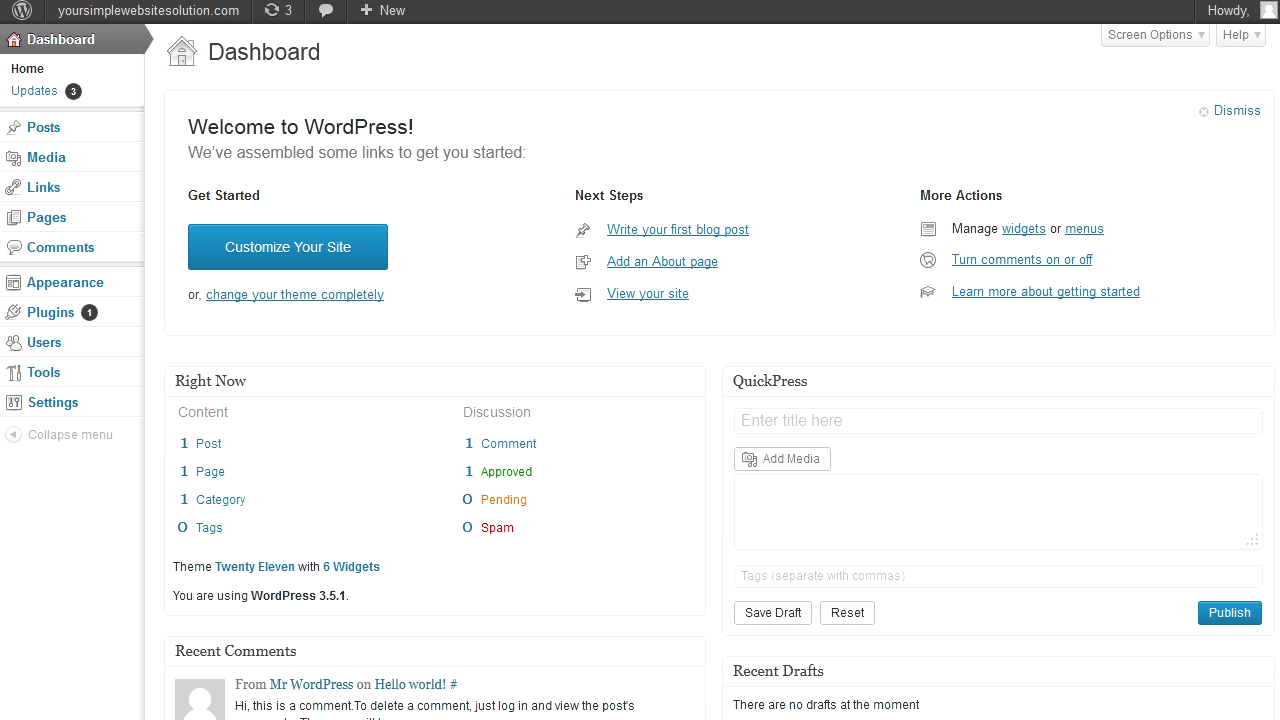 yoursimplewebsitesolution.com 3 New Howdy,
Dashboard
Home
Updates 3
Posts
Media
Links
Pages
Comments
Appearance
Plugins 1
Users
Tools
Settings
Collapse menu
Dashboard
Screen Options Help
Dismiss
Welcome to WordPress!
We've assembled some links to get you started:
Get Started
Customize Your Site
or, change your theme completely
Next Steps
Write your first blog post
Add an About page
View your site
More Actions
Manage widgets or menus
Turn comments on or off
Learn more about getting started
Right Now
Content Discussion
1 Post 1 Comment
1 Page 1 Approved
1 Category 0 Pending
0 Tags 0 Spam
Theme Twenty Eleven with 6 Widgets
You are using WordPress 3.5.1.
Recent Comments
From Mr WordPress on Hello world! #
Hi, this is a comment.To delete a comment, just log in and view the post's
QuickPress
Enter title here
Add Media
Tags (separate with commas)
Save Draft Reset Publish
Recent Drafts
There are no drafts at the moment